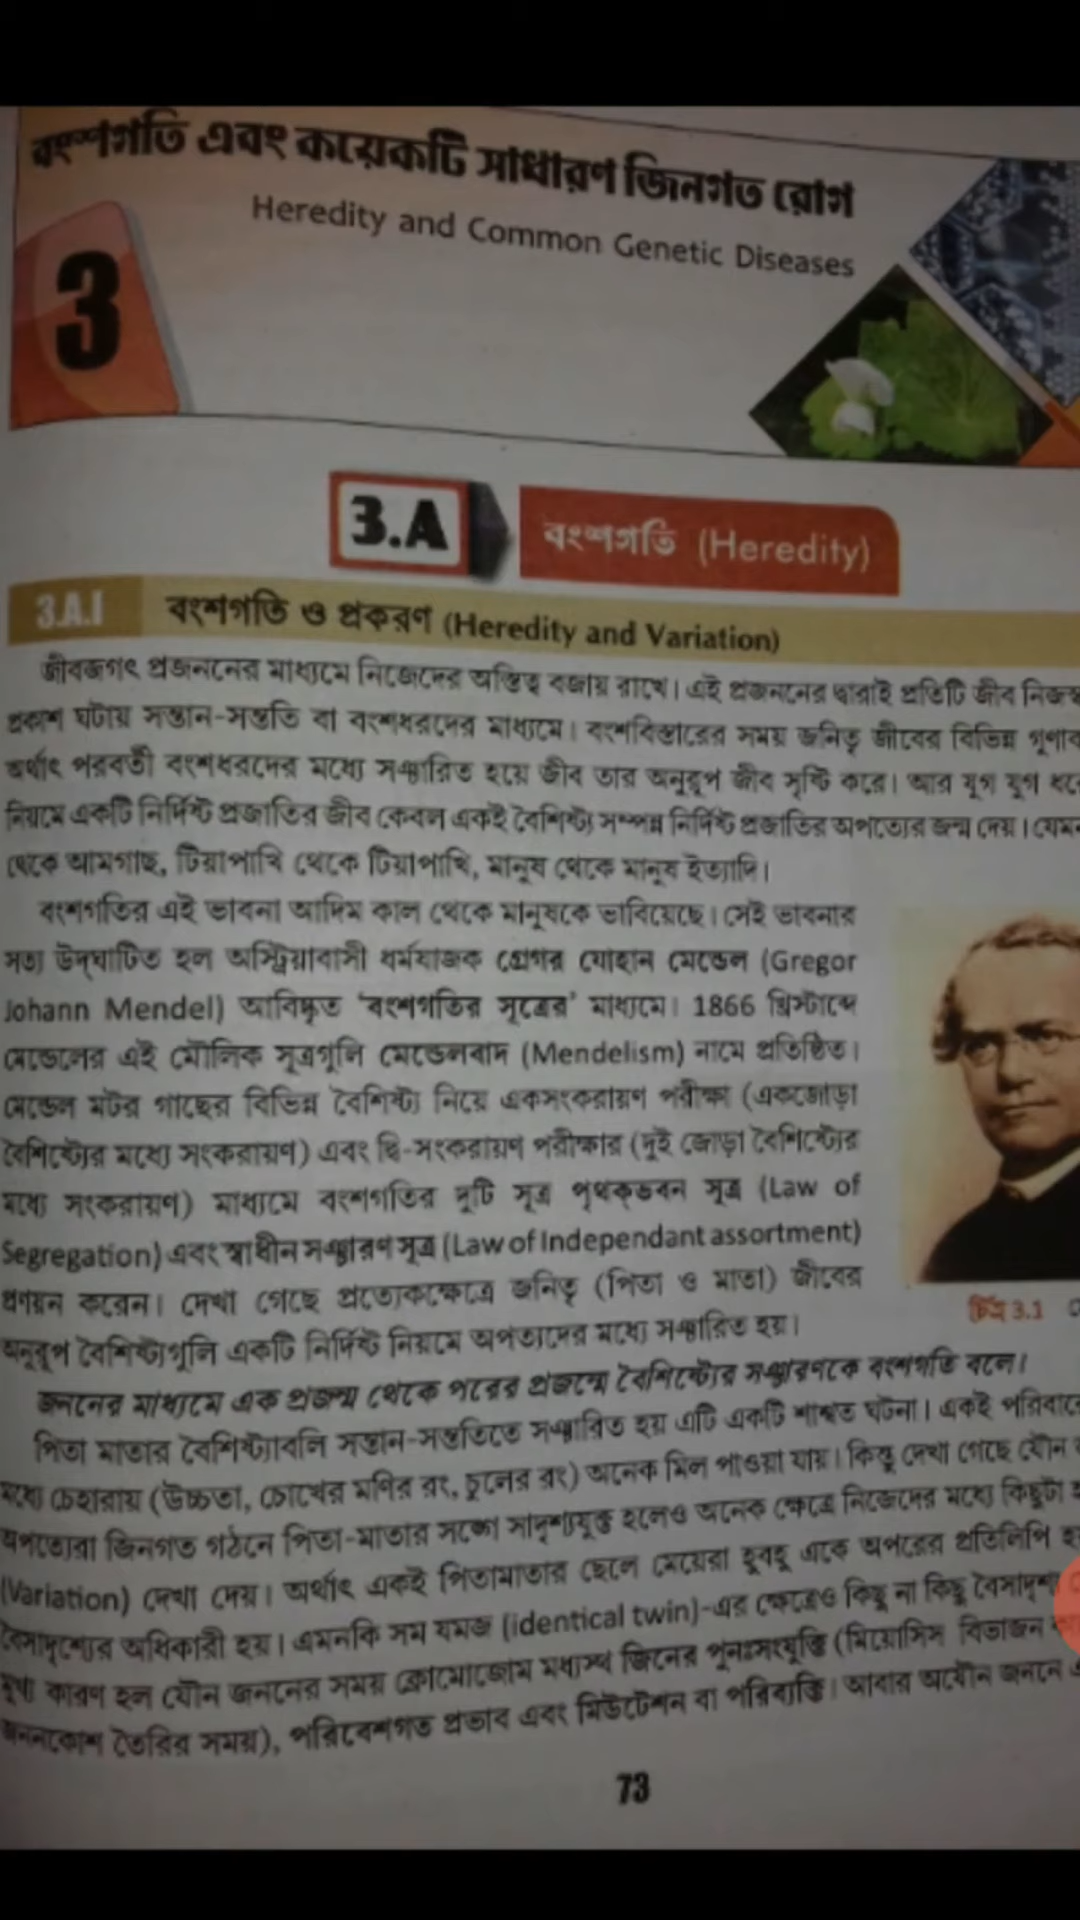 বংশগতি এবং কয়েকটি সাধারণ জিনগত রোগ
Heredity and Common Genetic Diseases
3
3.A
বংশগতি (Heredity)
3.A.I বংশগতি ও প্রকরণ (Heredity and Variation)
জীবজগৎ প্রজননের মাধ্যমে নিজেদের অস্তিত্ব বজায় রাখে। এই প্রজননের দ্বারাই প্রতিটি জীব
প্রকাশ ঘটায় সন্তান-সন্ততি বা বংশধরদের মাধ্যমে। বংশবিস্তারের সময় জনিতৃ জীবের বিভিন্ন
অর্থাৎ পরবর্তী বংশধরদের মধ্যে সঞ্চারিত হয়ে জীব তার অনুরূপ জীব সৃষ্টি করে। আর যুগ যুগ
নিয়মে একটি নির্দিষ্ট প্রজাতির জীব কেবল একই বৈশিষ্ট্য সম্পন্ন নির্দিষ্ট প্রজাতির অপত্যের জন্ম দেয়।
থেকে আমগাছ, টিয়াপাখি থেকে টিয়াপাখি, মানুষ থেকে মানুষ ইত্যাদি।
বংশগতির এই ভাবনা আদিম কাল থেকে মানুষকে ভাবিয়েছে। সেই ভাবনার
সত্য উদ্‌ঘাটিত হল অস্ট্রিয়াবাসী ধর্মযাজক গ্রেগর যোহান মেন্ডেল (Gregor
Johann Mendel) আবিষ্কৃত ‘বংশগতির সূত্রের’ মাধ্যমে। 1866 খ্রিস্টাব্দে
মেন্ডেলের এই মৌলিক সূত্রগুলি মেন্ডেলবাদ (Mendelism) নামে প্রতিষ্ঠিত।
মেন্ডেল মটর গাছের বিভিন্ন বৈশিষ্ট্য নিয়ে একসংকরায়ণ পরীক্ষা (একজোড়া
বৈশিষ্ট্যের মধ্যে সংকরায়ণ) এবং দ্বি-সংকরায়ণ পরীক্ষার (দুই জোড়া বৈশিষ্ট্যের
মধ্যে সংকরায়ণ) মাধ্যমে বংশগতির দুটি সূত্র পৃথক্‌ভবন সূত্র (Law of
Segregation) এবং স্বাধীন সঞ্চারণ সূত্র (Law of Independant assortment)
প্রণয়ন করেন। দেখা গেছে প্রত্যেকক্ষেত্রে জনিতৃ (পিতা ও মাতা) জীবের
অনুরূপ বৈশিষ্ট্যগুলি একটি নির্দিষ্ট নিয়মে অপত্যদের মধ্যে সঞ্চারিত হয়।
চিত্র 3.1
জননের মাধ্যমে এক প্রজন্ম থেকে পরের প্রজন্মে বৈশিষ্ট্যের সঞ্চারণকে বংশগতি বলে।
পিতা মাতার বৈশিষ্ট্যাবলি সন্তান-সন্ততিতে সঞ্চারিত হয় এটি একটি শাশ্বত ঘটনা। একই
মধ্যে চেহারায় (উচ্চতা, চোখের মণির রং, চুলের রং) অনেক মিল পাওয়া যায়। কিন্তু দেখা গেছে যৌন
অপত্যেরা জিনগত গঠনে পিতা-মাতার সঙ্গে সাদৃশ্যযুক্ত হলেও অনেক ক্ষেত্রে নিজেদের মধ্যে কিছুটা
(Variation) দেখা দেয়। অর্থাৎ একই পিতামাতার ছেলে মেয়েরা হুবহু একে অপরের প্রতিলিপি
বৈসাদৃশ্যের অধিকারী হয়। এমনকি সম যমজ (identical twin)-এর ক্ষেত্রেও কিছু না কিছু বৈসাদৃশ্য
মুখ্য কারণ হল যৌন জননের সময় ক্রোমোজোম মধ্যস্থ জিনের পুনঃসংযুক্তি (মিয়োসিস বিভাজন
জননকোশ তৈরির সময়), পরিবেশগত প্রভাব এবং মিউটেশন বা পরিব্যক্তি। আবার অযৌন জননে
73